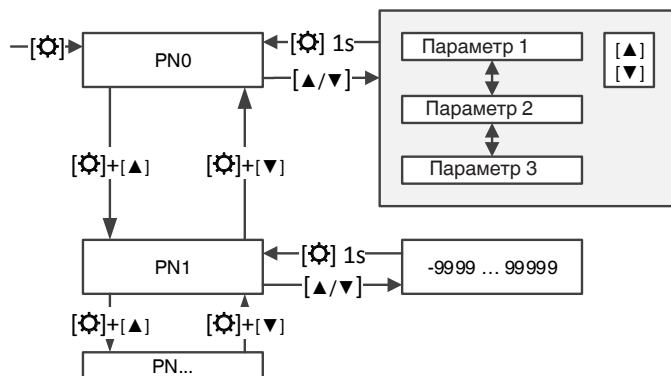 [⚙]
PN0
[⚙] 1s
[▲/▼]
Параметр 1
Параметр 2
Параметр 3
[▲]
[▼]
[⚙]+[▲]
[⚙]+[▼]
PN1
[⚙] 1s
[▲/▼]
-9999 ... 99999
[⚙]+[▲]
[⚙]+[▼]
PN...